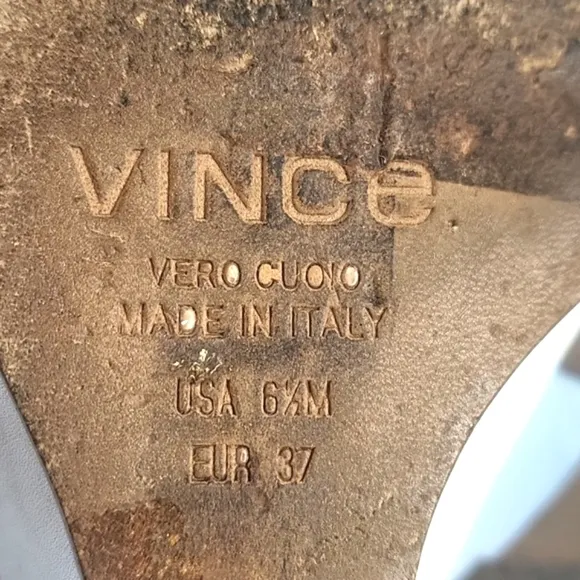 VINCe
VERO CUOIO
MADE IN ITALY
USA 6½M
EUR 37